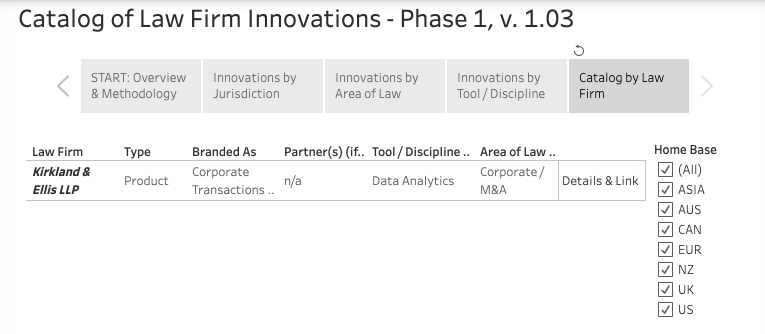 Catalog of Law Firm Innovations - Phase 1, v. 1.03
START: Overview
& Methodology
Innovations by
Jurisdiction
Innovations by
Area of Law
Innovations by
Tool / Discipline
Catalog by Law
Firm
Law Firm
Type
Branded As
Partner(s) (if..
Tool / Discipline ..
Area of Law ..
Kirkland &
Ellis LLP
Product
Corporate
Transactions ..
n/a
Data Analytics
Corporate /
M&A
Details & Link
Home Base
(All)
ASIA
AUS
CAN
EUR
NZ
UK
US